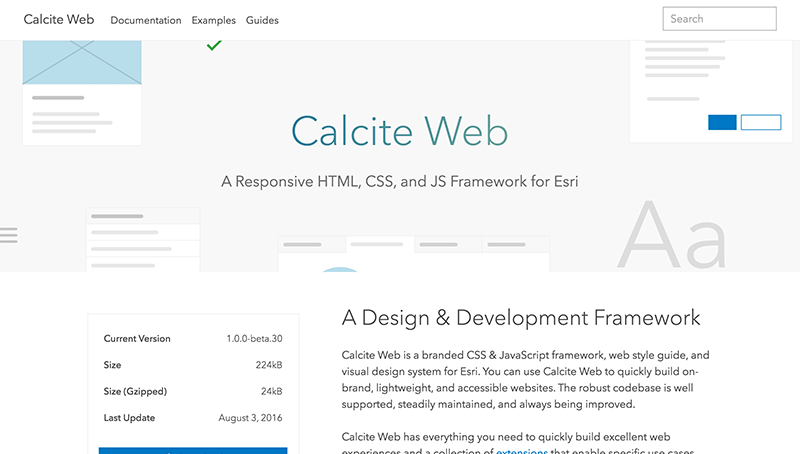 Calcite Web Documentation Examples Guides Search
Calcite Web
A Responsive HTML, CSS, and JS Framework for Esri
Aa
Current Version 1.0.0-beta.30
Size 224kB
Size (Gzipped) 24kB
Last Update August 3, 2016
A Design & Development Framework
Calcite Web is a branded CSS & JavaScript framework, web style guide, and
visual design system for Esri. You can use Calcite Web to quickly build on-
brand, lightweight, and accessible websites. The robust codebase is well
supported, steadily maintained, and always being improved.
Calcite Web has everything you need to quickly build excellent web
experiences and a collection of extensions that enable specific use cases